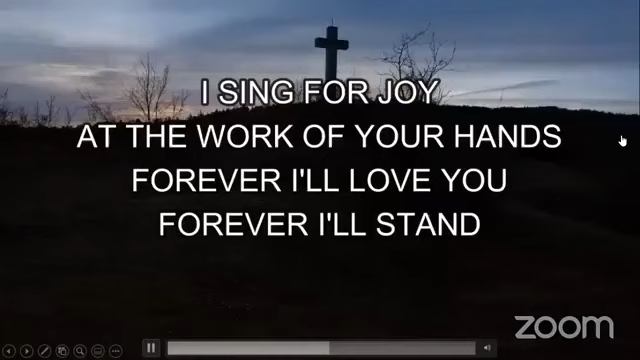 I SING FOR JOY
AT THE WORK OF YOUR HANDS
FOREVER I'LL LOVE YOU
FOREVER I'LL STAND
zoom